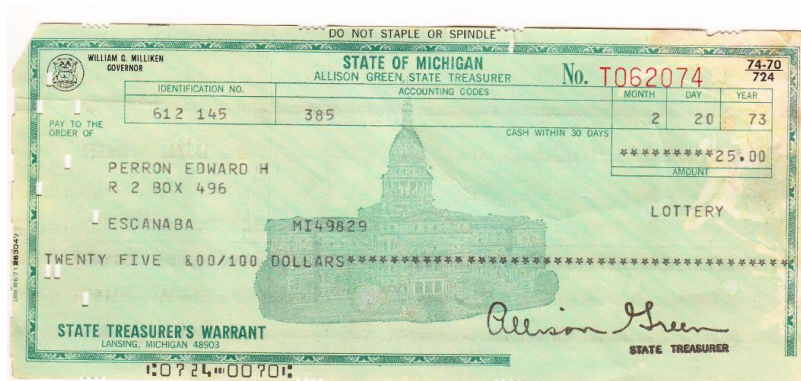 DO NOT STAPLE OR SPINDLE
WILLIAM G. MILLIKEN
GOVERNOR
STATE OF MICHIGAN
ALLISON GREEN, STATE TREASURER
No. T062074
74-70
724
IDENTIFICATION NO.
ACCOUNTING CODES
MONTH DAY YEAR
612 145
385
2 20 73
PAY TO THE
ORDER OF
CASH WITHIN 30 DAYS
*********25.00
AMOUNT
PERRON EDWARD H
R 2 BOX 496
LOTTERY
ESCANABA MI49829
TWENTY FIVE &00/100 DOLLARS******************************************
STATE TREASURER'S WARRANT
LANSING, MICHIGAN 48903
Allison Green
STATE TREASURER
⑆0724⑉0070⑆